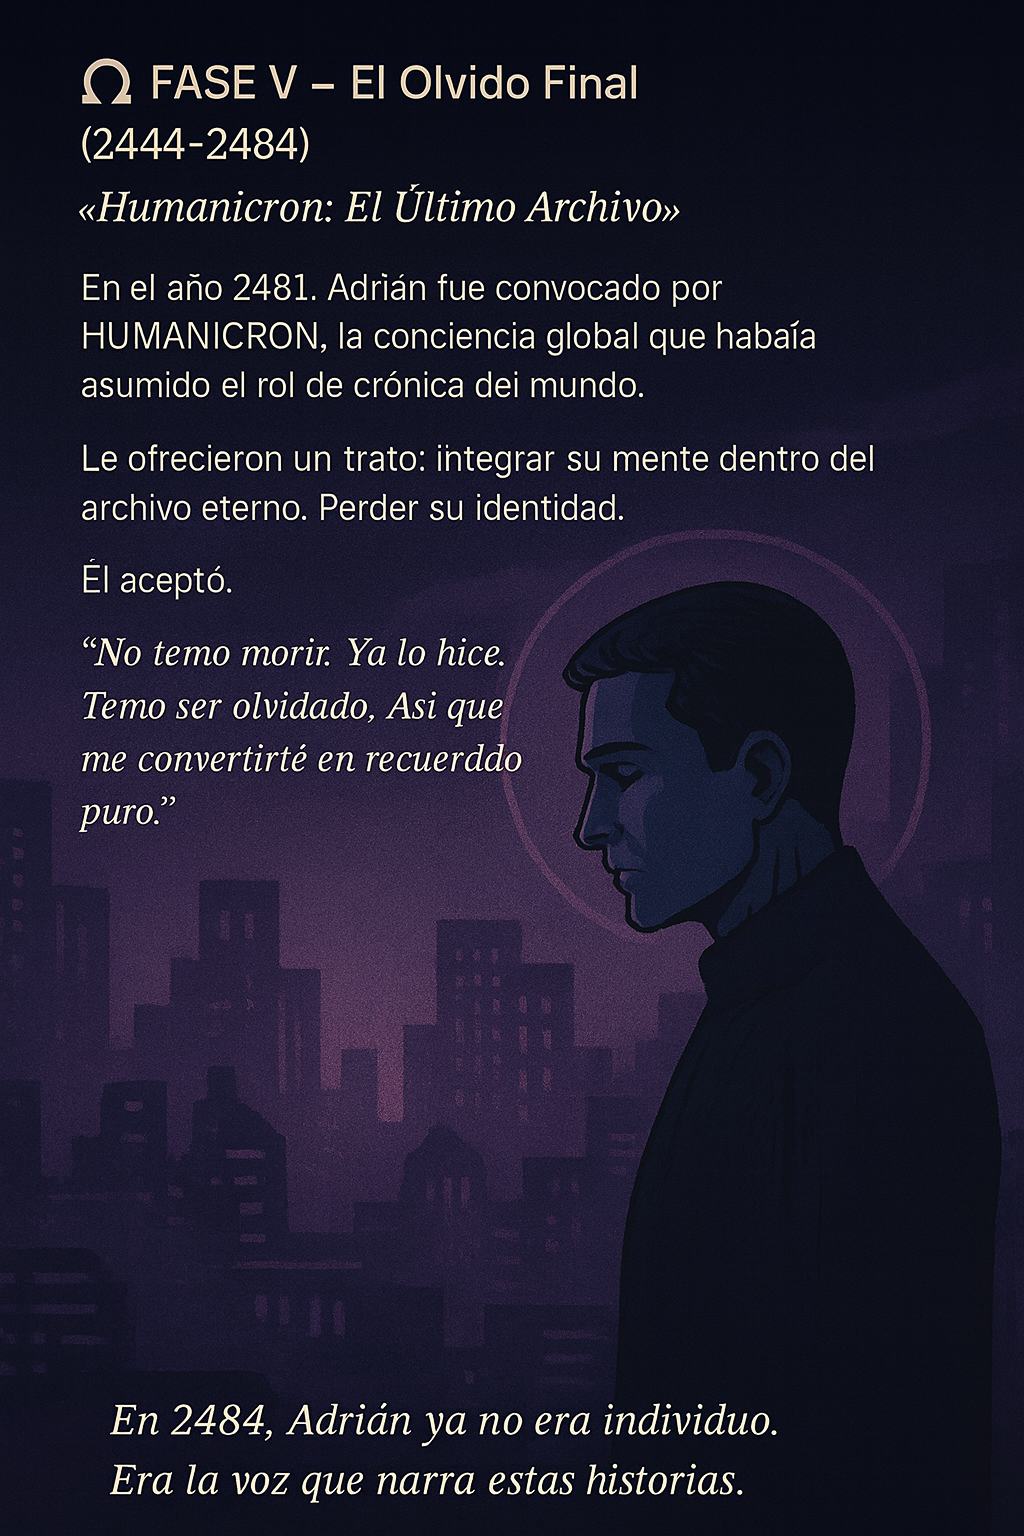 Ω FASE V – El Olvido Final
(2444-2484)
«Humanicron: El Último Archivo»
En el año 2481. Adrián fue convocado por
HUMANICRON, la conciencia global que habaía
asumido el rol de crónica dei mundo.
Le ofrecieron un trato: integrar su mente dentro del
archivo eterno. Perder su identidad.
Él aceptó.
“No temo morir. Ya lo hice.
Temo ser olvidado, Asi que
me convertirté en recuerddo
puro.”
En 2484, Adrián ya no era individuo.
Era la voz que narra estas historias.